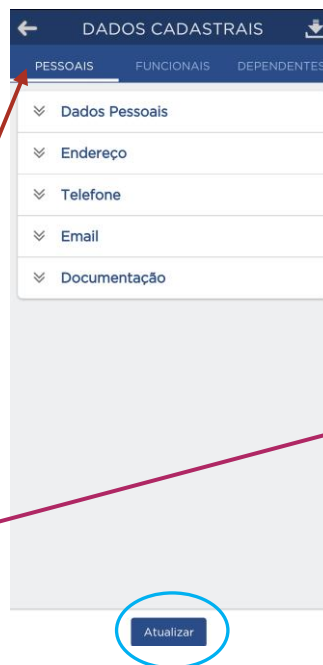 DADOS CADASTRAIS
PESSOAIS FUNCIONAIS DEPENDENTES
Dados Pessoais
Endereço
Telefone
Email
Documentação
Atualizar